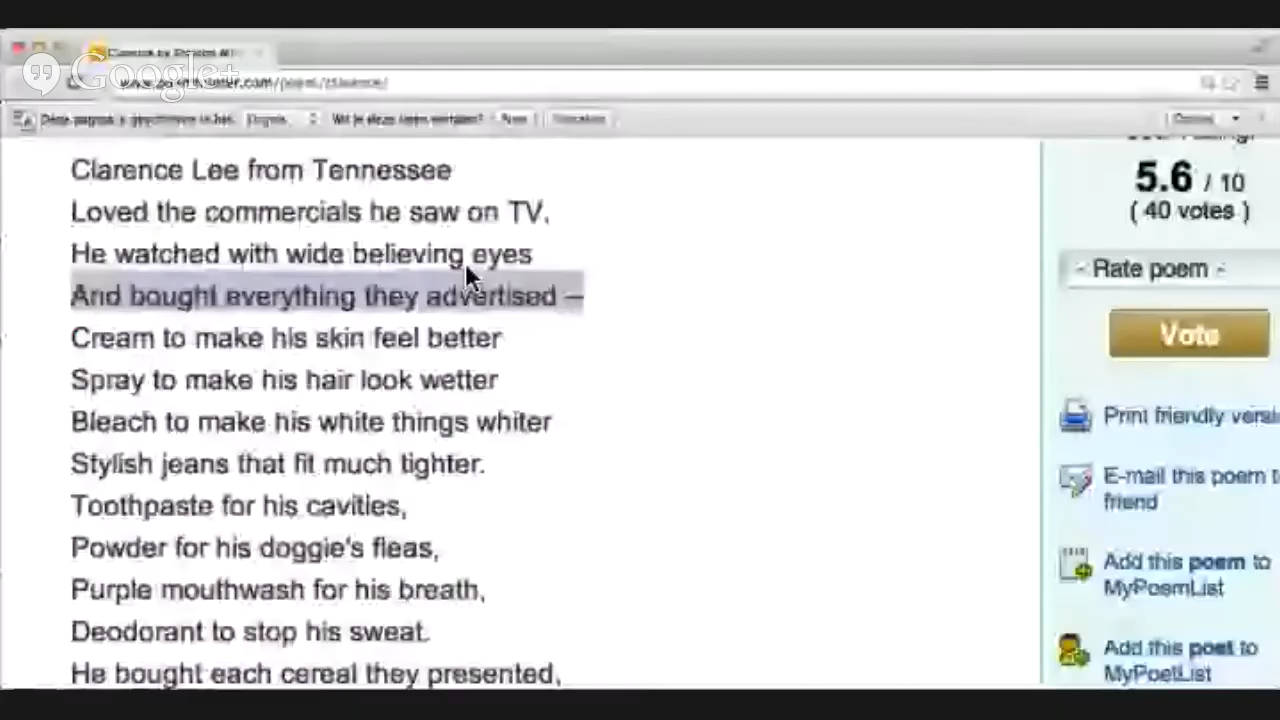 Google+
Clarence Lee from Tennessee
Loved the commercials he saw on TV.
He watched with wide believing eyes
And bought everything they advertised –
Cream to make his skin feel better
Spray to make his hair look wetter
Bleach to make his white things whiter
Stylish jeans that fit much tighter.
Toothpaste for his cavities,
Powder for his doggie's fleas,
Purple mouthwash for his breath,
Deodorant to stop his sweat.
He bought each cereal they presented,
5.6 / 10
( 40 votes )
- Rate poem -
Vote
Print friendly versi
E-mail this poem t
friend
Add this poem to
MyPoemList
Add this poet to
MyPoetList